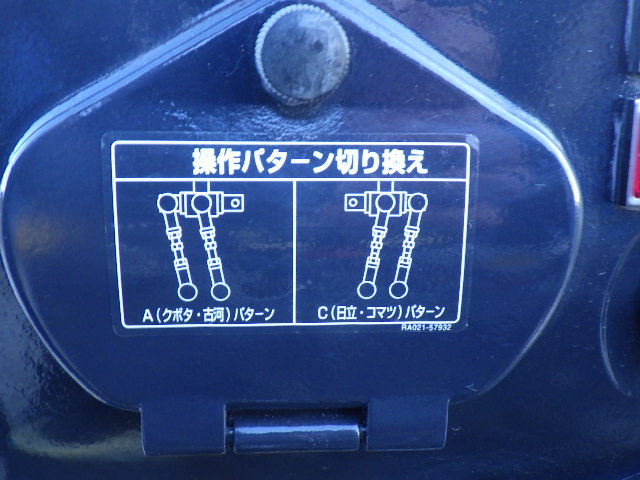 操作パターン切り換え
A（クボタ・古河）パターン
C（日立・コマツ）パターン
RA021-57932